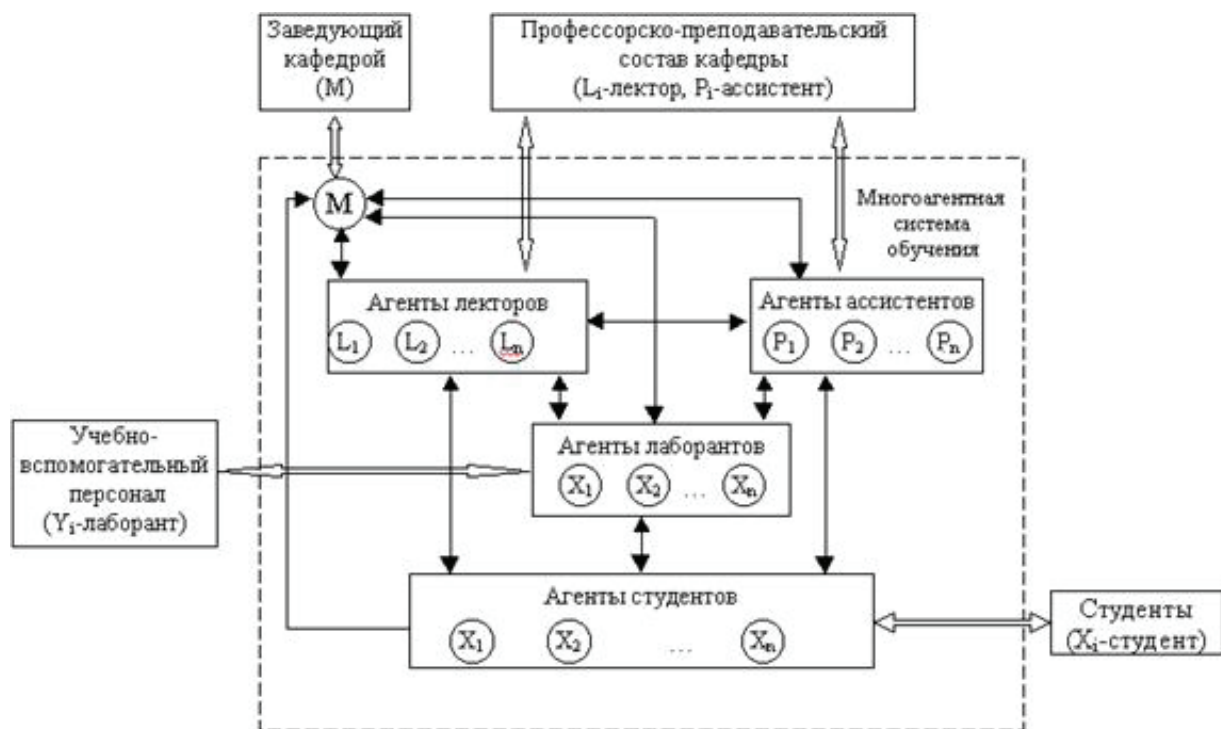 Заведующий
кафедрой
(М)
Профессорско-преподавательский
состав кафедры
(Li-лектор, Pi-ассистент)
М
Многоагентная
система
обучения
Агенты лекторов
L1 L2 ... Ln
Агенты ассистентов
P1 P2 ... Pn
Учебно-
вспомогательный
персонал
(Yi-лаборант)
Агенты лаборантов
X1 X2 ... Xn
Агенты студентов
X1 X2 ... Xn
Студенты
(Xi-студент)